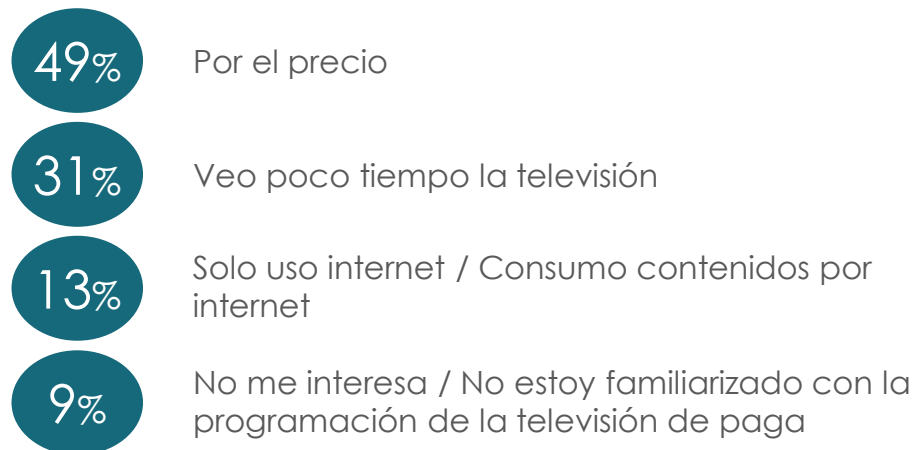 49% Por el precio
31% Veo poco tiempo la televisión
13% Solo uso internet / Consumo contenidos por
internet
9% No me interesa / No estoy familiarizado con la
programación de la televisión de paga